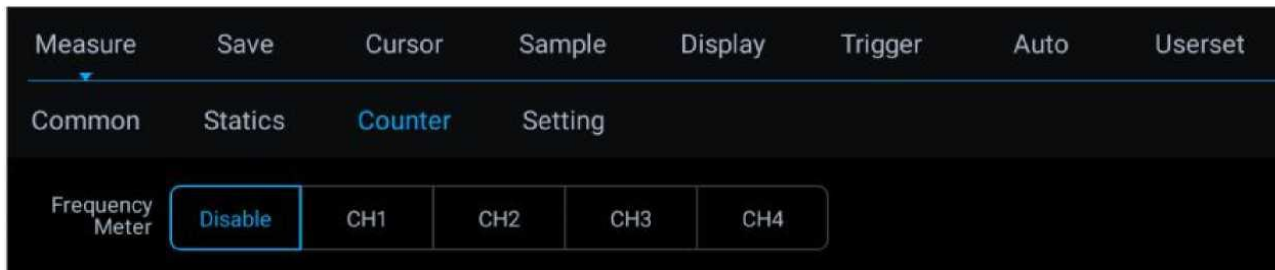 Measure Save Cursor Sample Display Trigger Auto Userset
Common Statics Counter Setting
Frequency
Meter Disable CH1 CH2 CH3 CH4